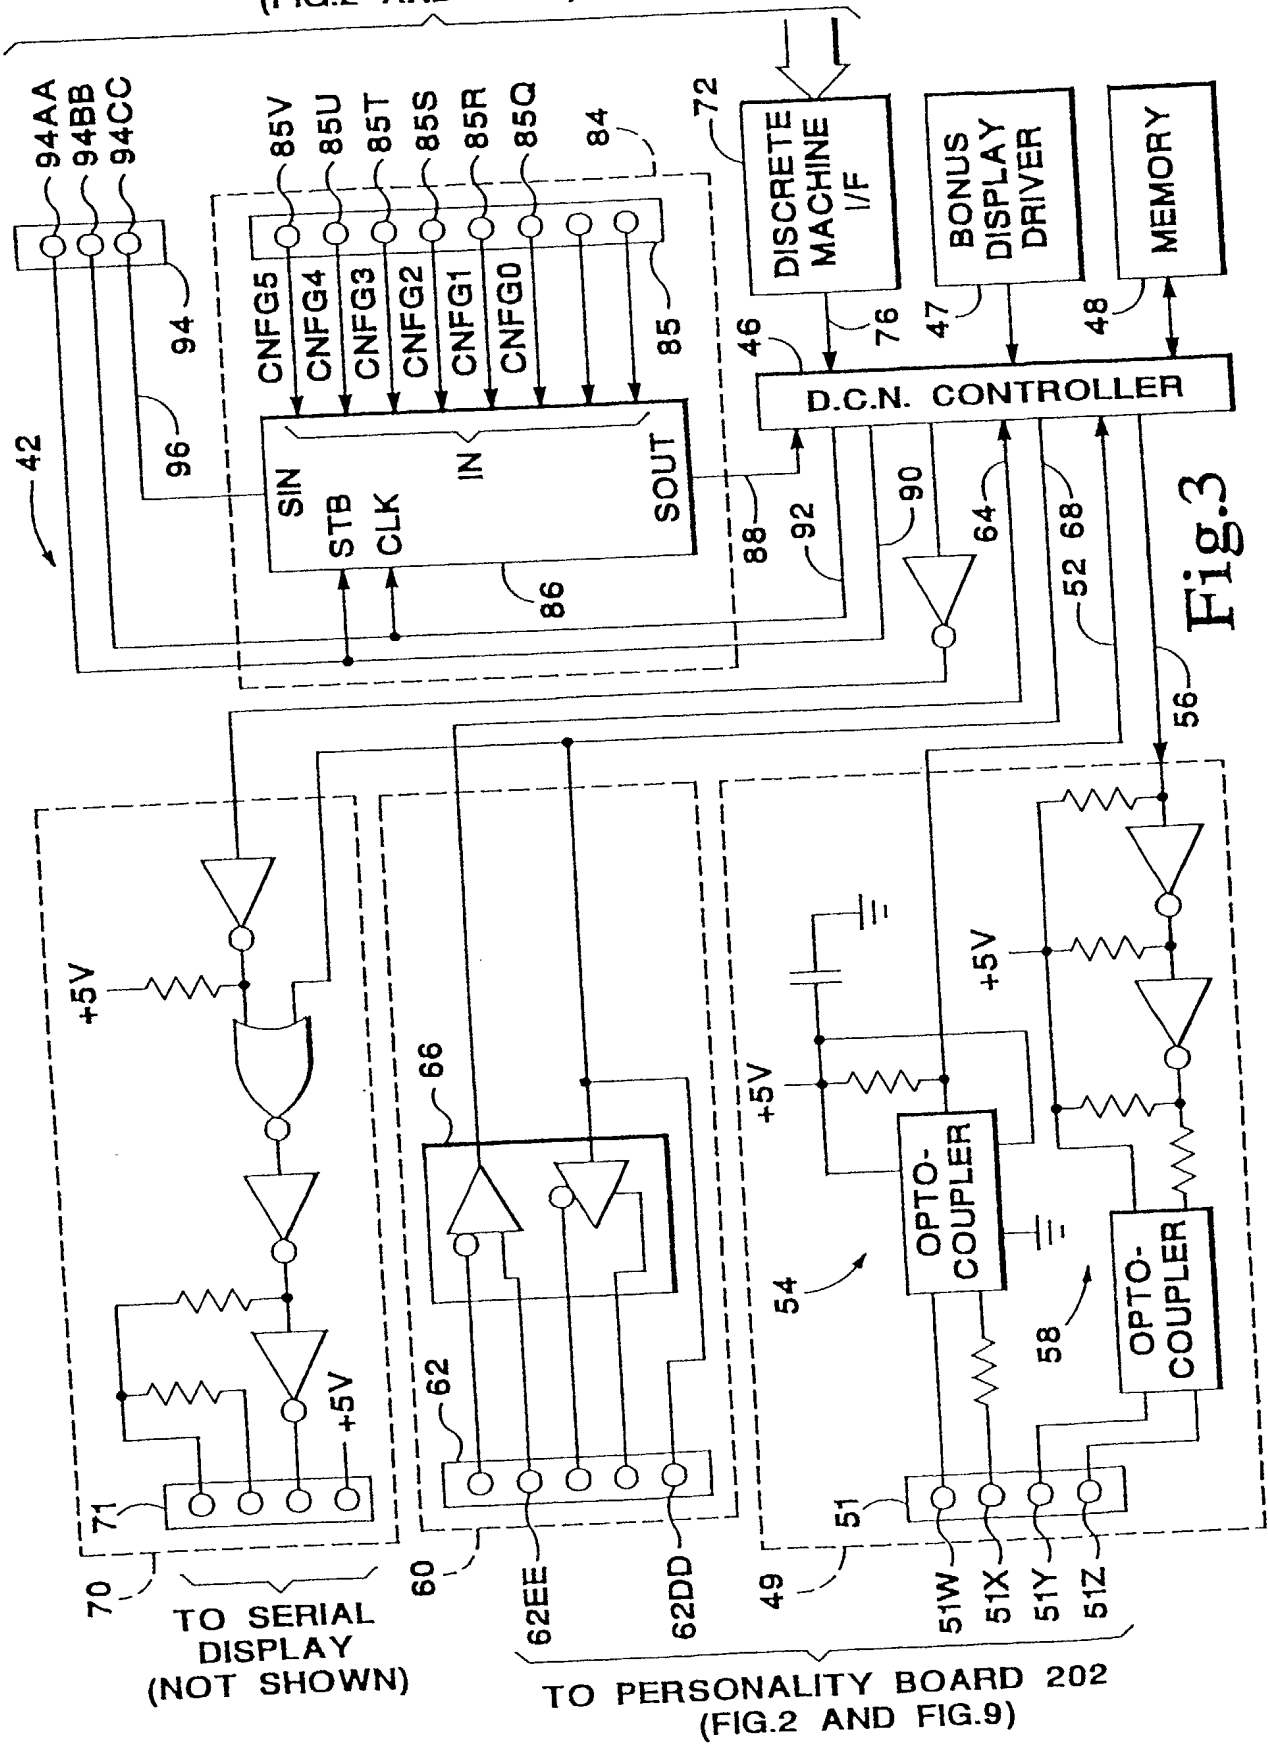 (FIG.2 AND
94AA
94BB
94CC
94
96
42
85V
85U
85T
85S
85R
85Q
84
85
CNFG5
CNFG4
CNFG3
CNFG2
CNFG1
CNFG0
SIN
STB
CLK
IN
SOUT
86
88
72
DISCRETE
MACHINE
I/F
76
BONUS
DISPLAY
DRIVER
47
MEMORY
48
46
D.C.N. CONTROLLER
92
90
64
68
52
56
Fig.3
+5V
71
+5V
70
TO SERIAL
DISPLAY
(NOT SHOWN)
66
62
60
62EE
62DD
+5V
OPTO-
COUPLER
54
+5V
OPTO-
COUPLER
58
51
49
51W
51X
51Y
51Z
TO PERSONALITY BOARD 202
(FIG.2 AND FIG.9)